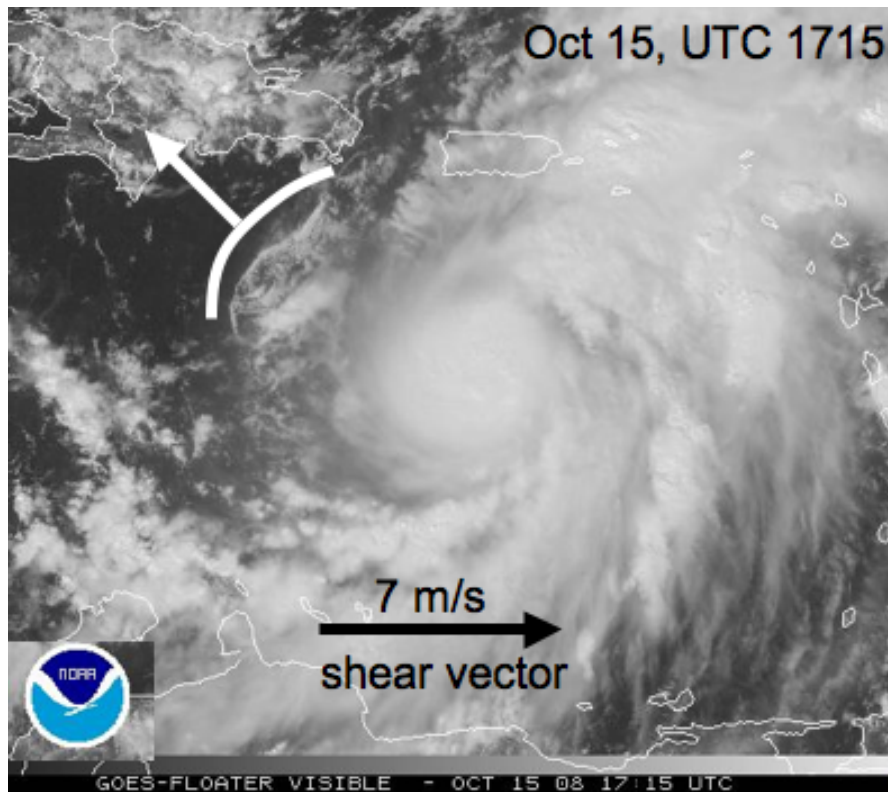 Oct 15, UTC 1715
7 m/s
shear vector
NOAA
GOES-FLOATER VISIBLE - OCT 15 08 17:15 UTC